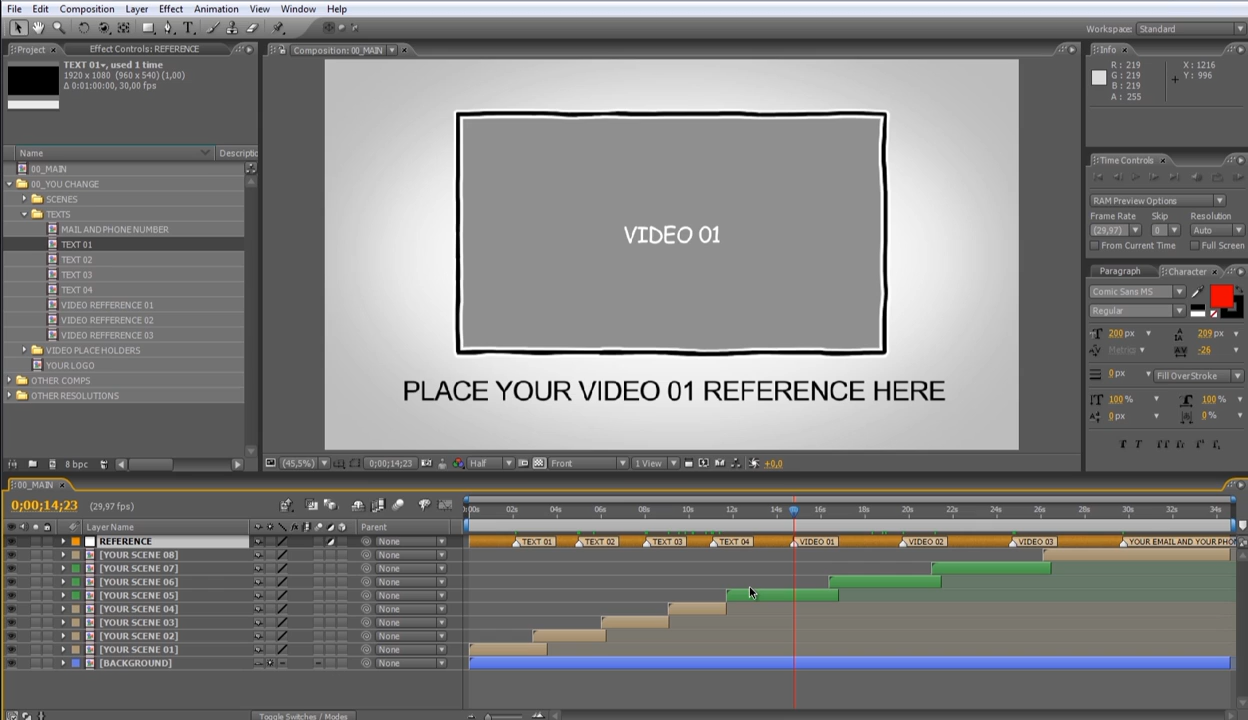 File Edit Composition Layer Effect Animation View Window Help
Workspace: Standard
Project × Effect Controls: REFERENCE
TEXT 01▾, used 1 time
1920 x 1080 (960 x 540) (1,00)
Δ 0:01:00:00, 30,00 fps
Name Descriptio
00_MAIN
00_YOU CHANGE
SCENES
TEXTS
MAIL AND PHONE NUMBER
TEXT 01
TEXT 02
TEXT 03
TEXT 04
VIDEO REFFERENCE 01
VIDEO REFFERENCE 02
VIDEO REFFERENCE 03
VIDEO PLACE HOLDERS
YOUR LOGO
OTHER COMPS
OTHER RESOLUTIONS
8 bpc
Composition: 00_MAIN
VIDEO 01
PLACE YOUR VIDEO 01 REFERENCE HERE
(45,5%) 0;00;14;23 Half Front 1 View +0,0
Info ×
R: 219 X: 1216
G: 219 Y: 996
B: 219
A: 255
Time Controls ×
RAM Preview Options
Frame Rate Skip Resolution
(29,97) 0 Auto
From Current Time Full Screen
Paragraph Character ×
Comic Sans MS
Regular
200 px 209 px
Metrics -26
0 px Fill Over Stroke
100 % 100 %
0 px 0 %
00_MAIN ×
0;00;14;23 (29,97 fps)
:00s 02s 04s 06s 08s 10s 12s 14s 16s 18s 20s 22s 24s 26s 28s 30s 32s 34s
Layer Name Parent
REFERENCE None TEXT 01 TEXT 02 TEXT 03 TEXT 04 VIDEO 01 VIDEO 02 VIDEO 03 YOUR EMAIL AND YOUR PHO
[YOUR SCENE 08] None
[YOUR SCENE 07] None
[YOUR SCENE 06] None
[YOUR SCENE 05] None
[YOUR SCENE 04] None
[YOUR SCENE 03] None
[YOUR SCENE 02] None
[YOUR SCENE 01] None
[BACKGROUND] None
Toggle Switches / Modes